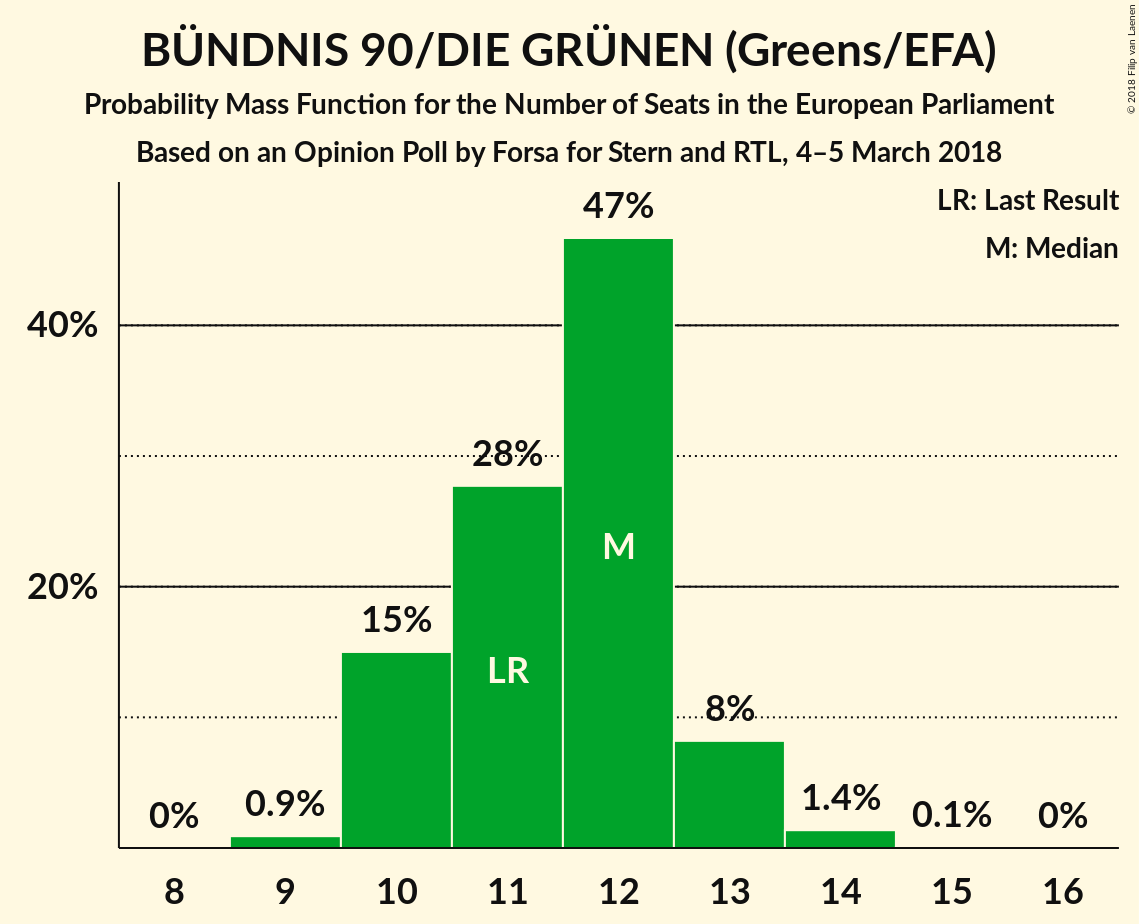 BÜNDNIS 90/DIE GRÜNEN (Greens/EFA)
Probability Mass Function for the Number of Seats in the European Parliament
Based on an Opinion Poll by Forsa for Stern and RTL, 4–5 March 2018
© 2018 Filip van Laenen
LR: Last Result
M: Median
40%
20%
0%
0.9%
15%
28%
47%
8%
1.4%
0.1%
0%
LR
M
8 9 10 11 12 13 14 15 16